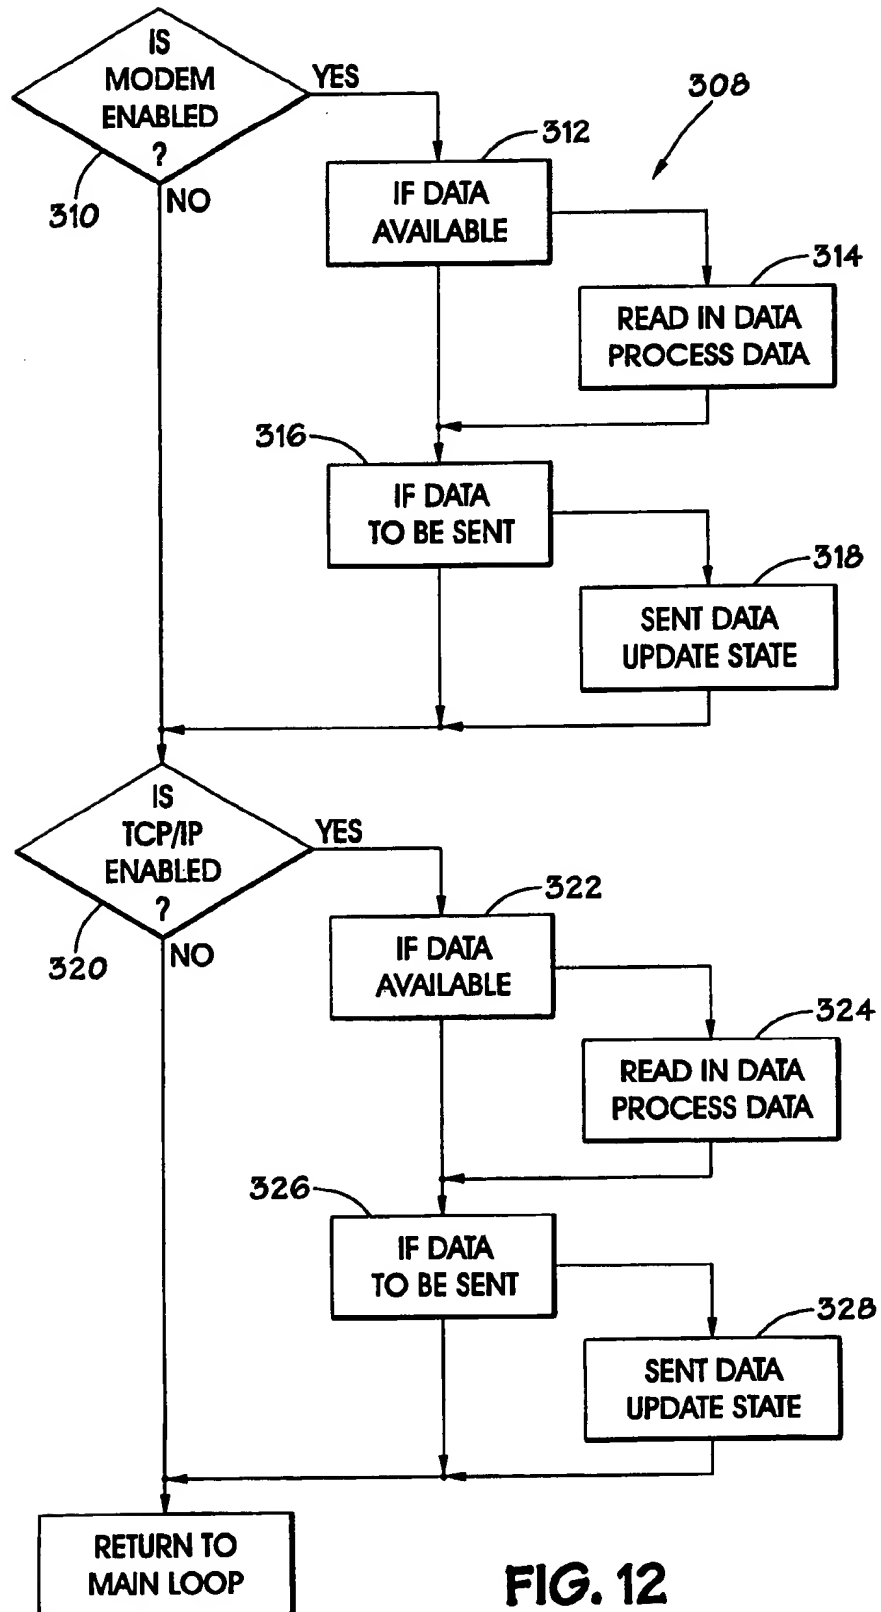 IS
MODEM
ENABLED
?
YES
NO
310
308
312
IF DATA
AVAILABLE
314
READ IN DATA
PROCESS DATA
316
IF DATA
TO BE SENT
318
SENT DATA
UPDATE STATE
IS
TCP/IP
ENABLED
?
YES
NO
320
322
IF DATA
AVAILABLE
324
READ IN DATA
PROCESS DATA
326
IF DATA
TO BE SENT
328
SENT DATA
UPDATE STATE
RETURN TO
MAIN LOOP
FIG. 12